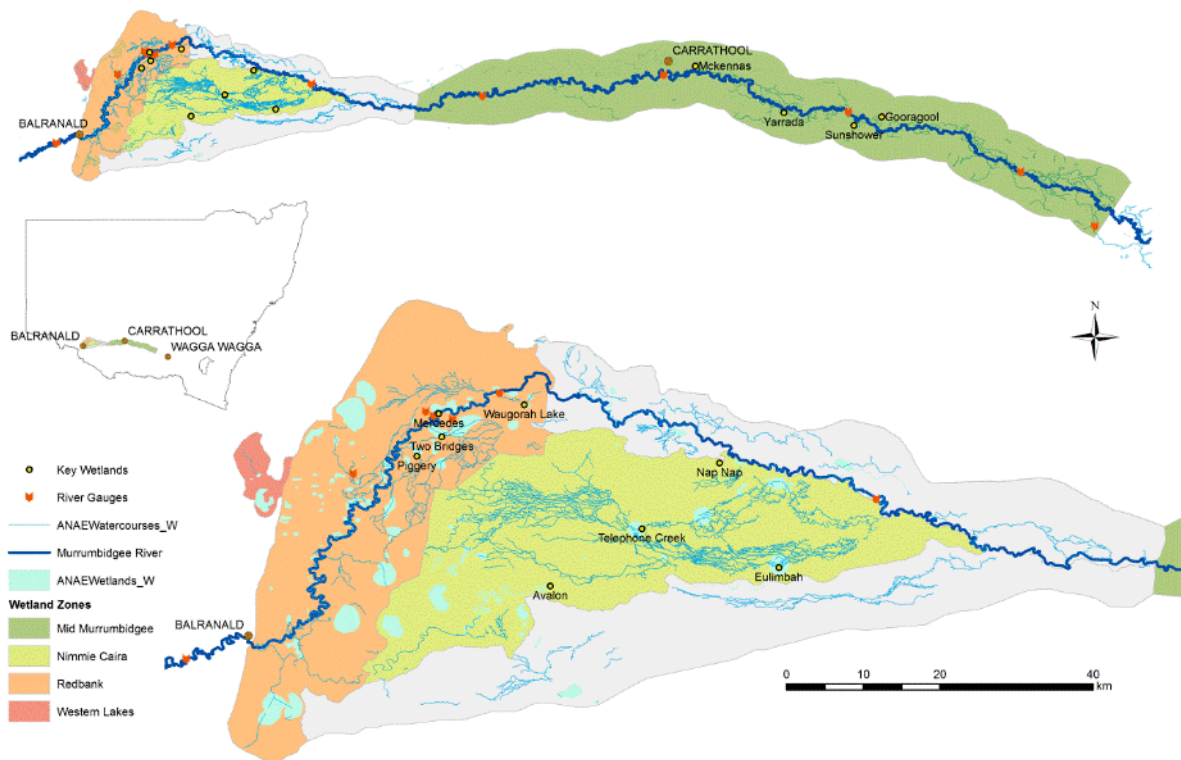 CARRATHOOL
Mckennas
BALRANALD
Yarrada
Gooragool
Sunshower
CARRATHOOL
BALRANALD
WAGGA WAGGA
N
Waugorah Lake
Mercedes
Two Bridges
Piggery
Nap Nap
Telephone Creek
Eulimbah
Avalon
BALRANALD
Key Wetlands
River Gauges
ANAEWatercourses_W
Murrumbidgee River
ANAEWetlands_W
Wetland Zones
Mid Murrumbidgee
Nimmie Caira
Redbank
Western Lakes
0 10 20 40
km